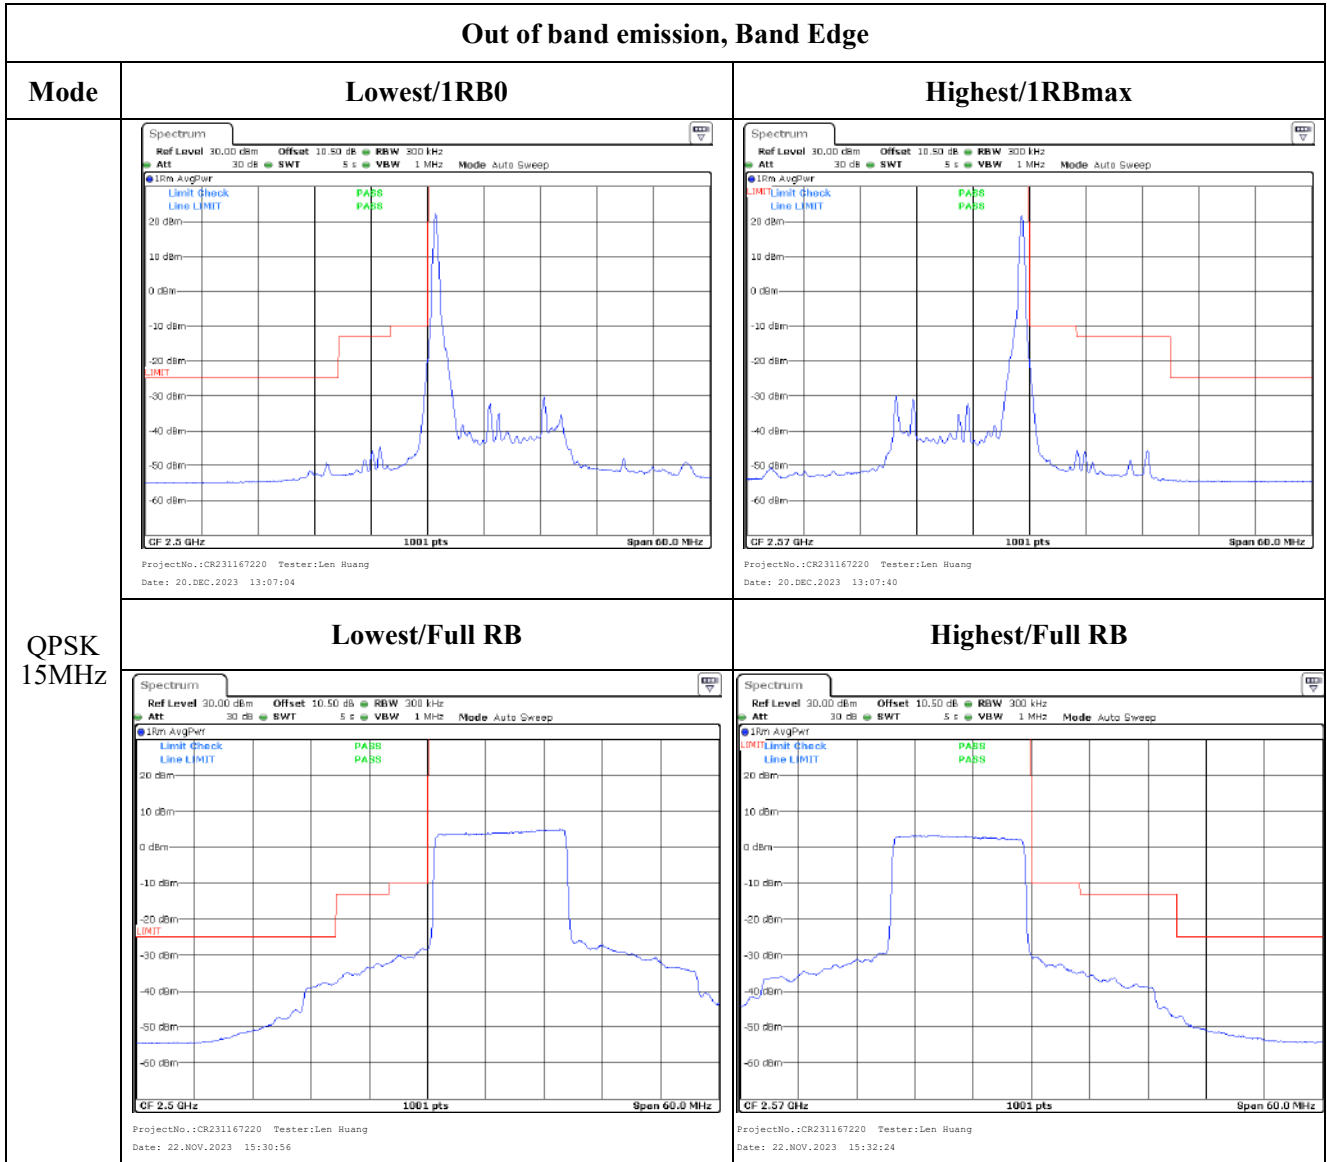 Out of band emission, Band Edge
Mode
Lowest/1RB0
Highest/1RBmax
QPSK
15MHz
Spectrum
Ref Level 30.00 dBm Offset 10.50 dB RBW 300 kHz
Att 30 dB SWT 5 s VBW 1 MHz Mode Auto Sweep
1Rm AvgPwr
Limit Check PASS
Line LIMIT PASS
20 dBm
10 dBm
0 dBm
-10 dBm
-20 dBm
LIMIT
-30 dBm
-40 dBm
-50 dBm
-60 dBm
CF 2.5 GHz 1001 pts Span 60.0 MHz
ProjectNo.:CR231167220 Tester:Len Huang
Date: 20.DEC.2023 13:07:04
Spectrum
Ref Level 30.00 dBm Offset 10.50 dB RBW 300 kHz
Att 30 dB SWT 5 s VBW 1 MHz Mode Auto Sweep
1Rm AvgPwr
LIMIT Limit Check PASS
Line LIMIT PASS
20 dBm
10 dBm
0 dBm
-10 dBm
-20 dBm
-30 dBm
-40 dBm
-50 dBm
-60 dBm
CF 2.57 GHz 1001 pts Span 60.0 MHz
ProjectNo.:CR231167220 Tester:Len Huang
Date: 20.DEC.2023 13:07:40
Lowest/Full RB
Highest/Full RB
Spectrum
Ref Level 30.00 dBm Offset 10.50 dB RBW 300 kHz
Att 30 dB SWT 5 s VBW 1 MHz Mode Auto Sweep
1Rm AvgPwr
Limit Check PASS
Line LIMIT PASS
20 dBm
10 dBm
0 dBm
-10 dBm
-20 dBm
LIMIT
-30 dBm
-40 dBm
-50 dBm
-60 dBm
CF 2.5 GHz 1001 pts Span 60.0 MHz
ProjectNo.:CR231167220 Tester:Len Huang
Date: 22.NOV.2023 15:30:56
Spectrum
Ref Level 30.00 dBm Offset 10.50 dB RBW 300 kHz
Att 30 dB SWT 5 s VBW 1 MHz Mode Auto Sweep
1Rm AvgPwr
LIMIT Limit Check PASS
Line LIMIT PASS
20 dBm
10 dBm
0 dBm
-10 dBm
-20 dBm
-30 dBm
-40 dBm
-50 dBm
-60 dBm
CF 2.57 GHz 1001 pts Span 60.0 MHz
ProjectNo.:CR231167220 Tester:Len Huang
Date: 22.NOV.2023 15:32:24